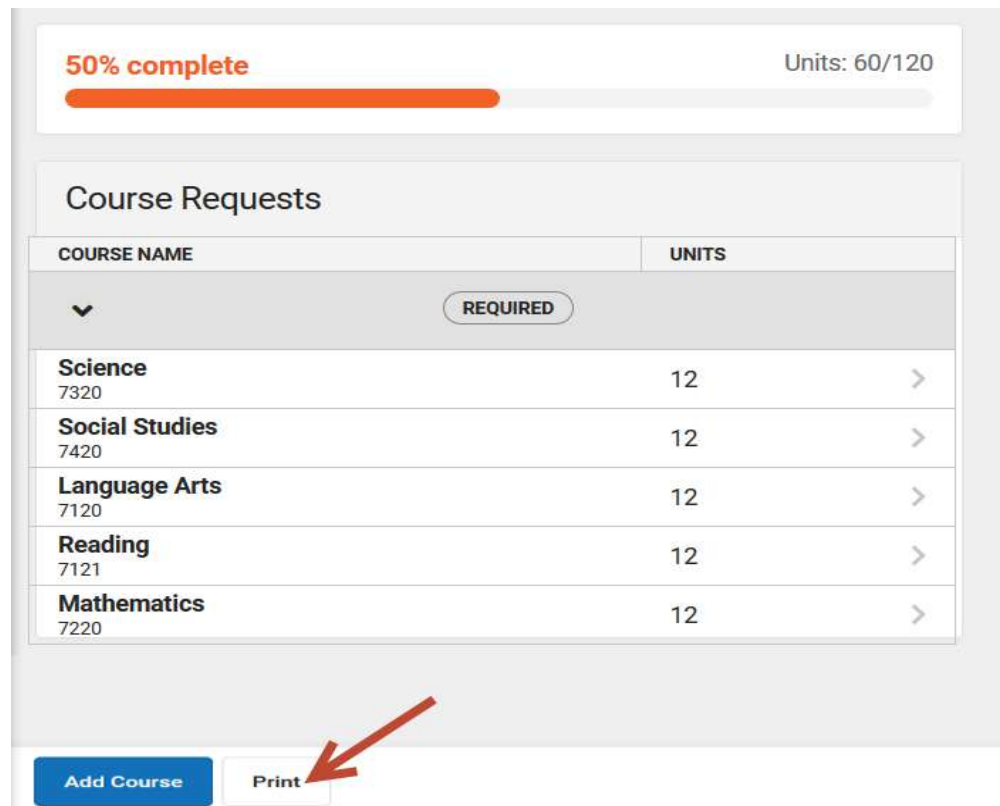 50% complete Units: 60/120
Course Requests
COURSE NAME UNITS
REQUIRED
Science
7320
12
Social Studies
7420
12
Language Arts
7120
12
Reading
7121
12
Mathematics
7220
12
Add Course Print